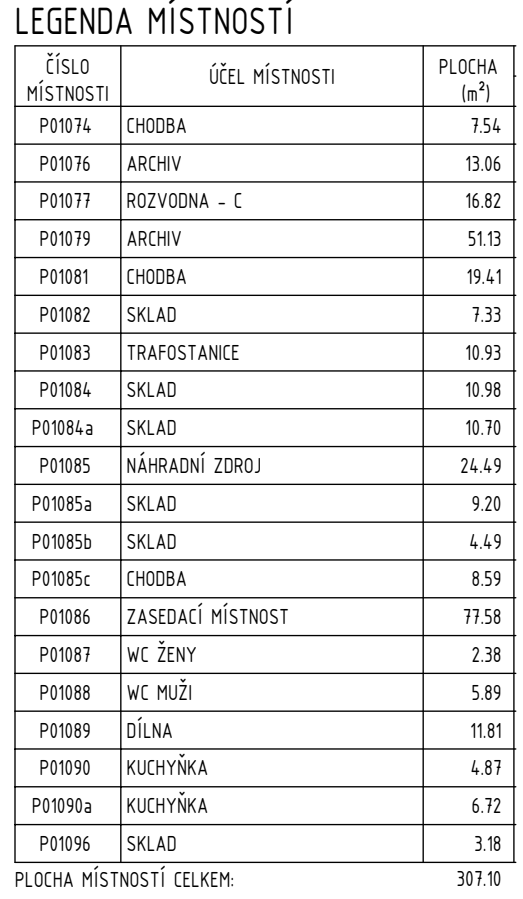 LEGENDA MÍSTNOSTÍ
ČÍSLO MÍSTNOSTI ÚČEL MÍSTNOSTI PLOCHA (m²)
P01074 CHODBA 7.54
P01076 ARCHIV 13.06
P01077 ROZVODNA - C 16.82
P01079 ARCHIV 51.13
P01081 CHODBA 19.41
P01082 SKLAD 7.33
P01083 TRAFOSTANICE 10.93
P01084 SKLAD 10.98
P01084a SKLAD 10.70
P01085 NÁHRADNÍ ZDROJ 24.49
P01085a SKLAD 9.20
P01085b SKLAD 4.49
P01085c CHODBA 8.59
P01086 ZASEDACÍ MÍSTNOST 77.58
P01087 WC ŽENY 2.38
P01088 WC MUŽI 5.89
P01089 DÍLNA 11.81
P01090 KUCHYŇKA 4.87
P01090a KUCHYŇKA 6.72
P01096 SKLAD 3.18
PLOCHA MÍSTNOSTÍ CELKEM: 307.10